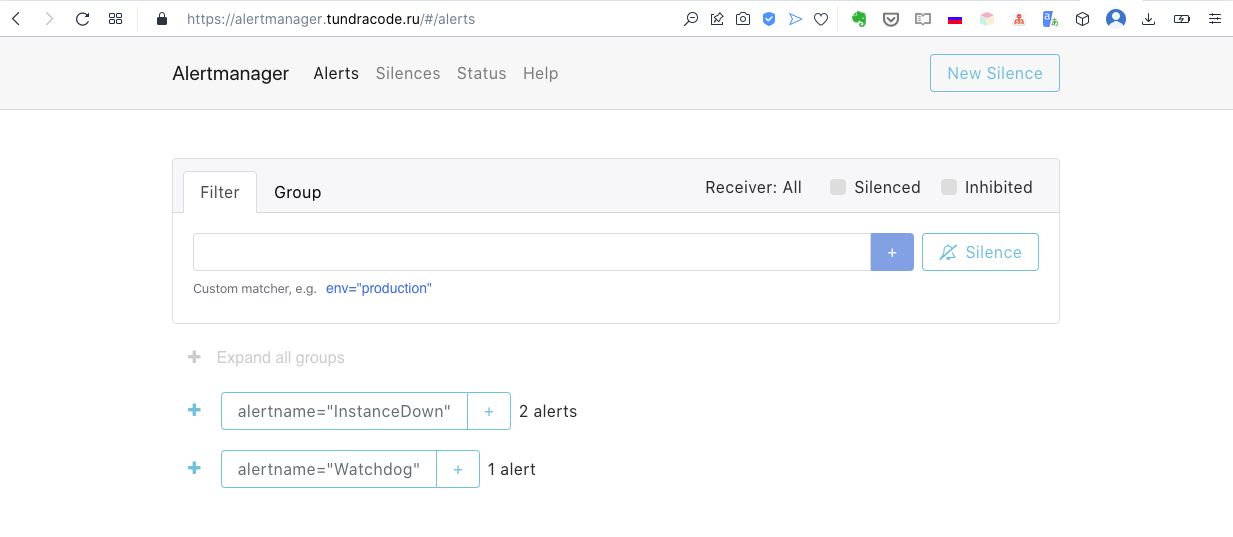 https://alertmanager.tundracode.ru/#/alerts
Alertmanager Alerts Silences Status Help New Silence
Filter Group Receiver: All Silenced Inhibited
+ Silence
Custom matcher, e.g. env="production"
+ Expand all groups
+ alertname="InstanceDown" + 2 alerts
+ alertname="Watchdog" + 1 alert